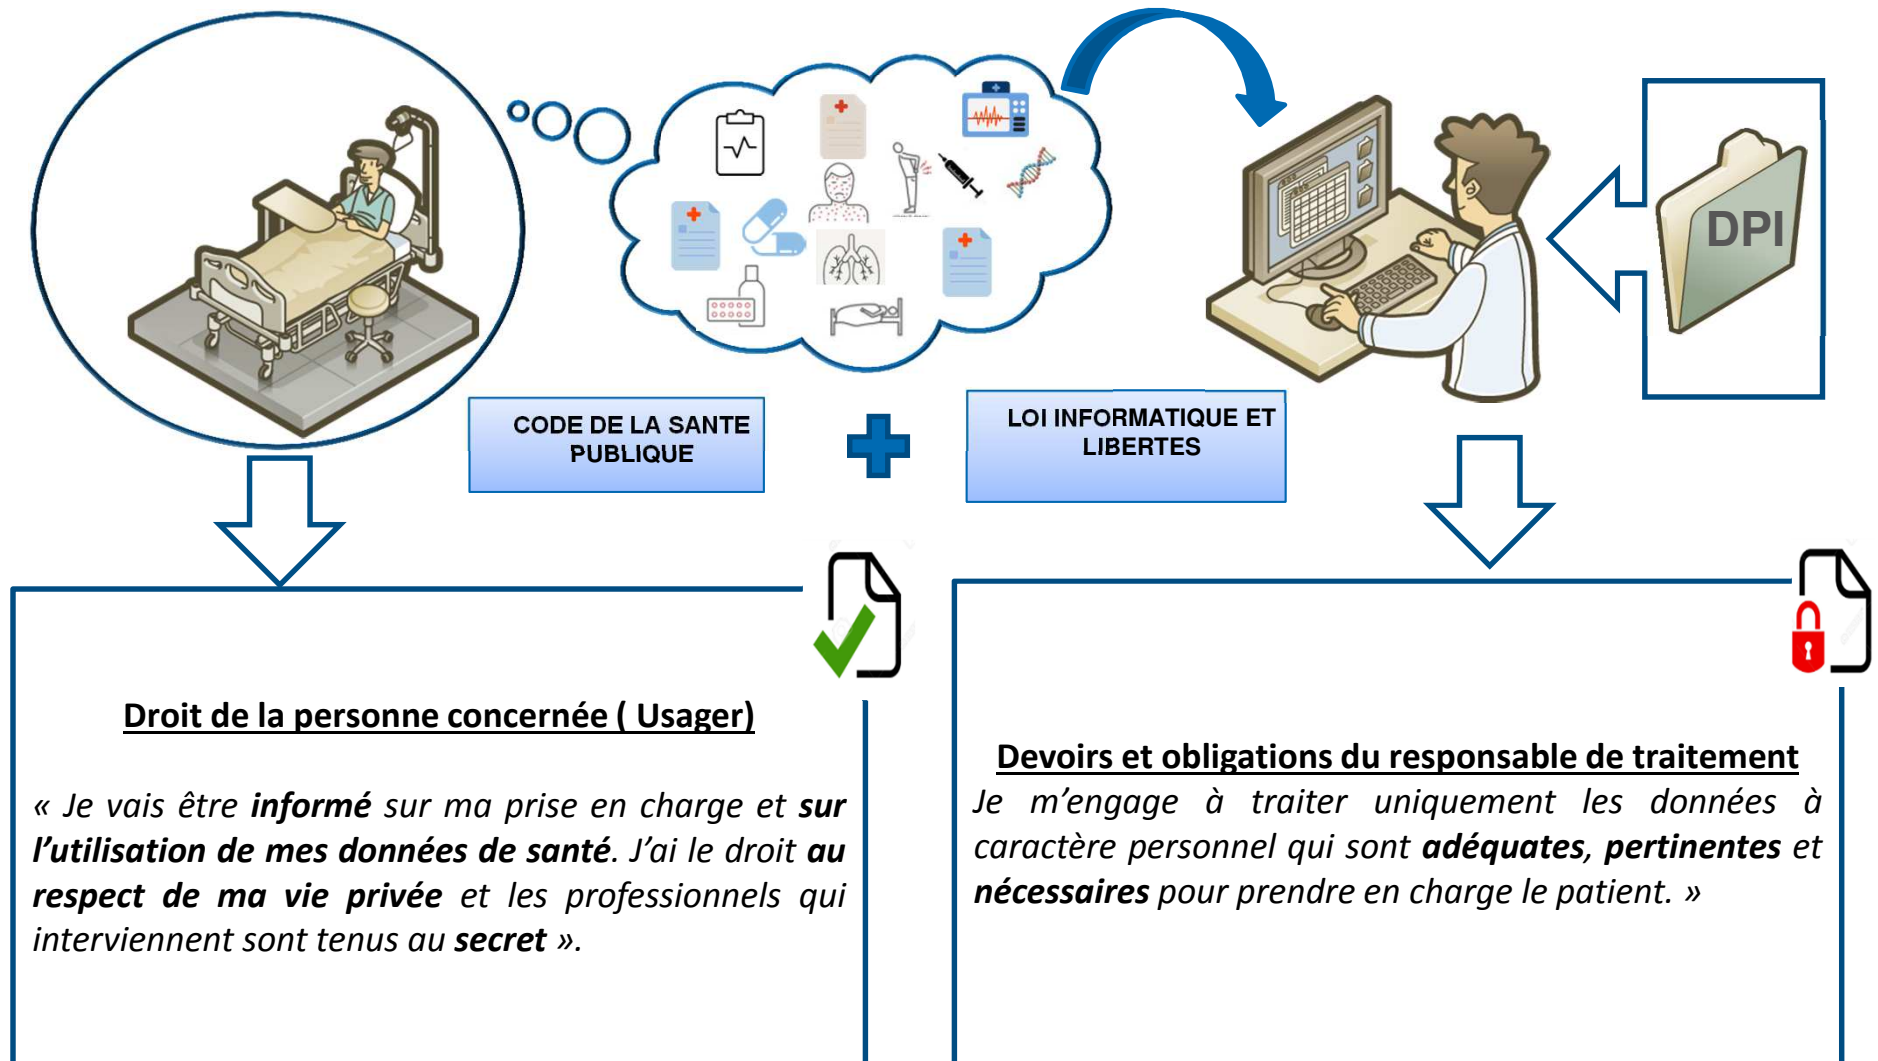 DPI
CODE DE LA SANTE
PUBLIQUE
LOI INFORMATIQUE ET
LIBERTES
Droit de la personne concernée ( Usager)
« Je vais être informé sur ma prise en charge et sur
l’utilisation de mes données de santé. J’ai le droit au
respect de ma vie privée et les professionnels qui
interviennent sont tenus au secret ».
Devoirs et obligations du responsable de traitement
Je m’engage à traiter uniquement les données à
caractère personnel qui sont adéquates, pertinentes et
nécessaires pour prendre en charge le patient. »